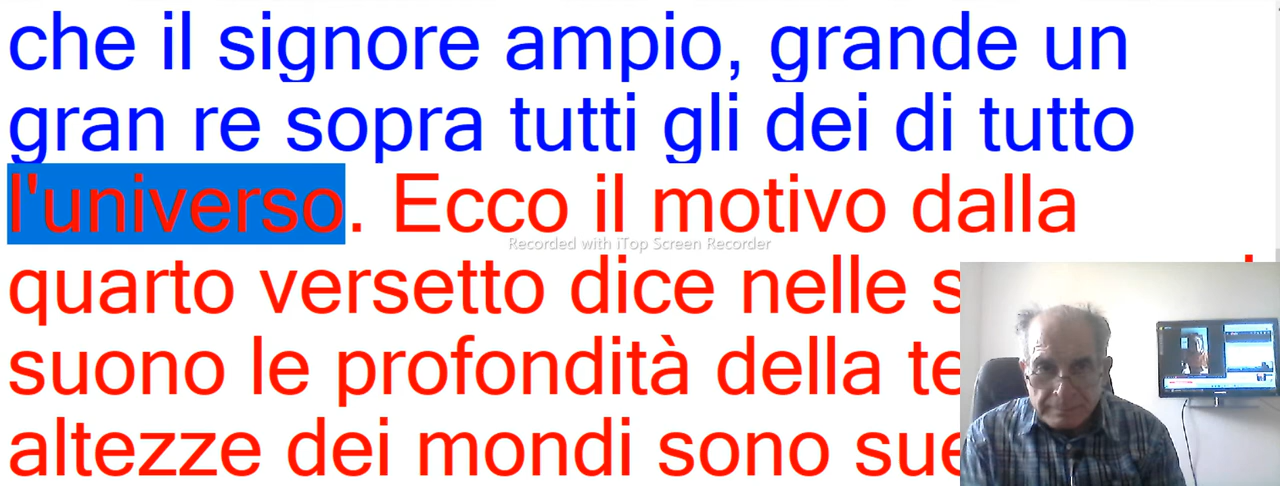 che il signore ampio, grande un
gran re sopra tutti gli dei di tutto
l'universo. Ecco il motivo dalla
Recorded with iTop Screen Recorder
quarto versetto dice nelle
suono le profondità della
altezze dei mondi sono